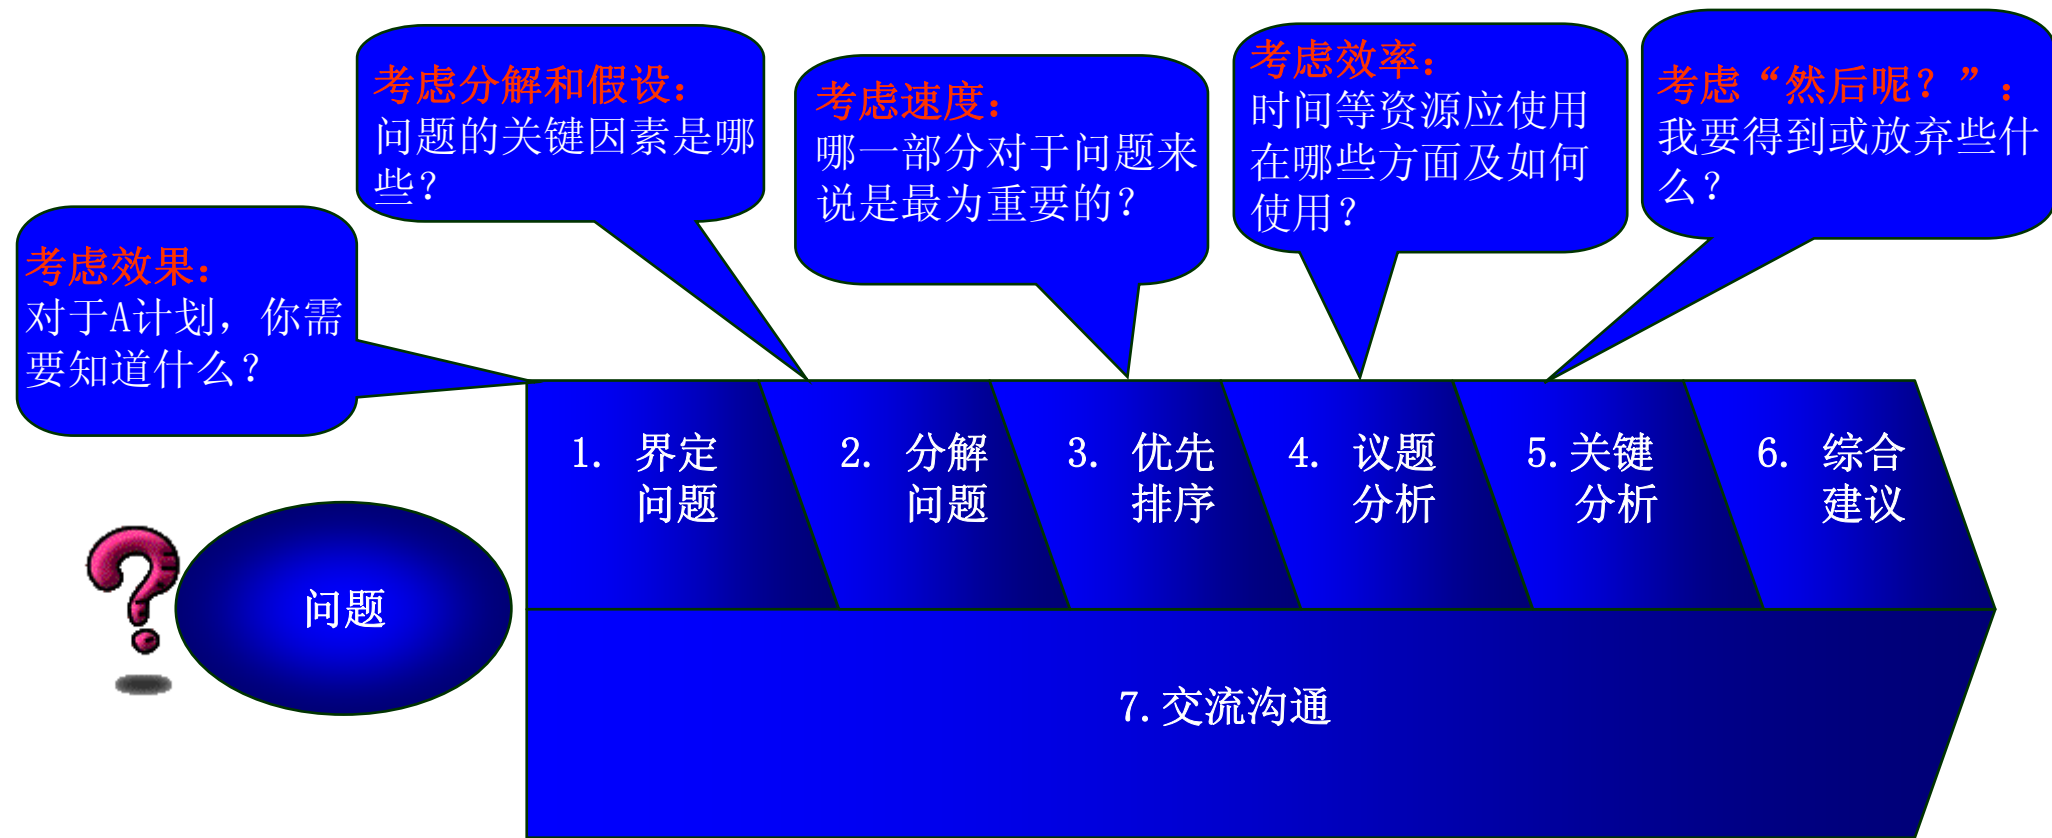 考虑效果：
对于A计划，你需
要知道什么？
考虑分解和假设：
问题的关键因素是哪
些？
考虑速度：
哪一部分对于问题来
说是最为重要的？
考虑效率：
时间等资源应使用
在哪些方面及如何
使用？
考虑“然后呢？”：
我要得到或放弃些什
么？
1. 界定
问题
2. 分解
问题
3. 优先
排序
4. 议题
分析
5.关键
分析
6. 综合
建议
问题
7.交流沟通